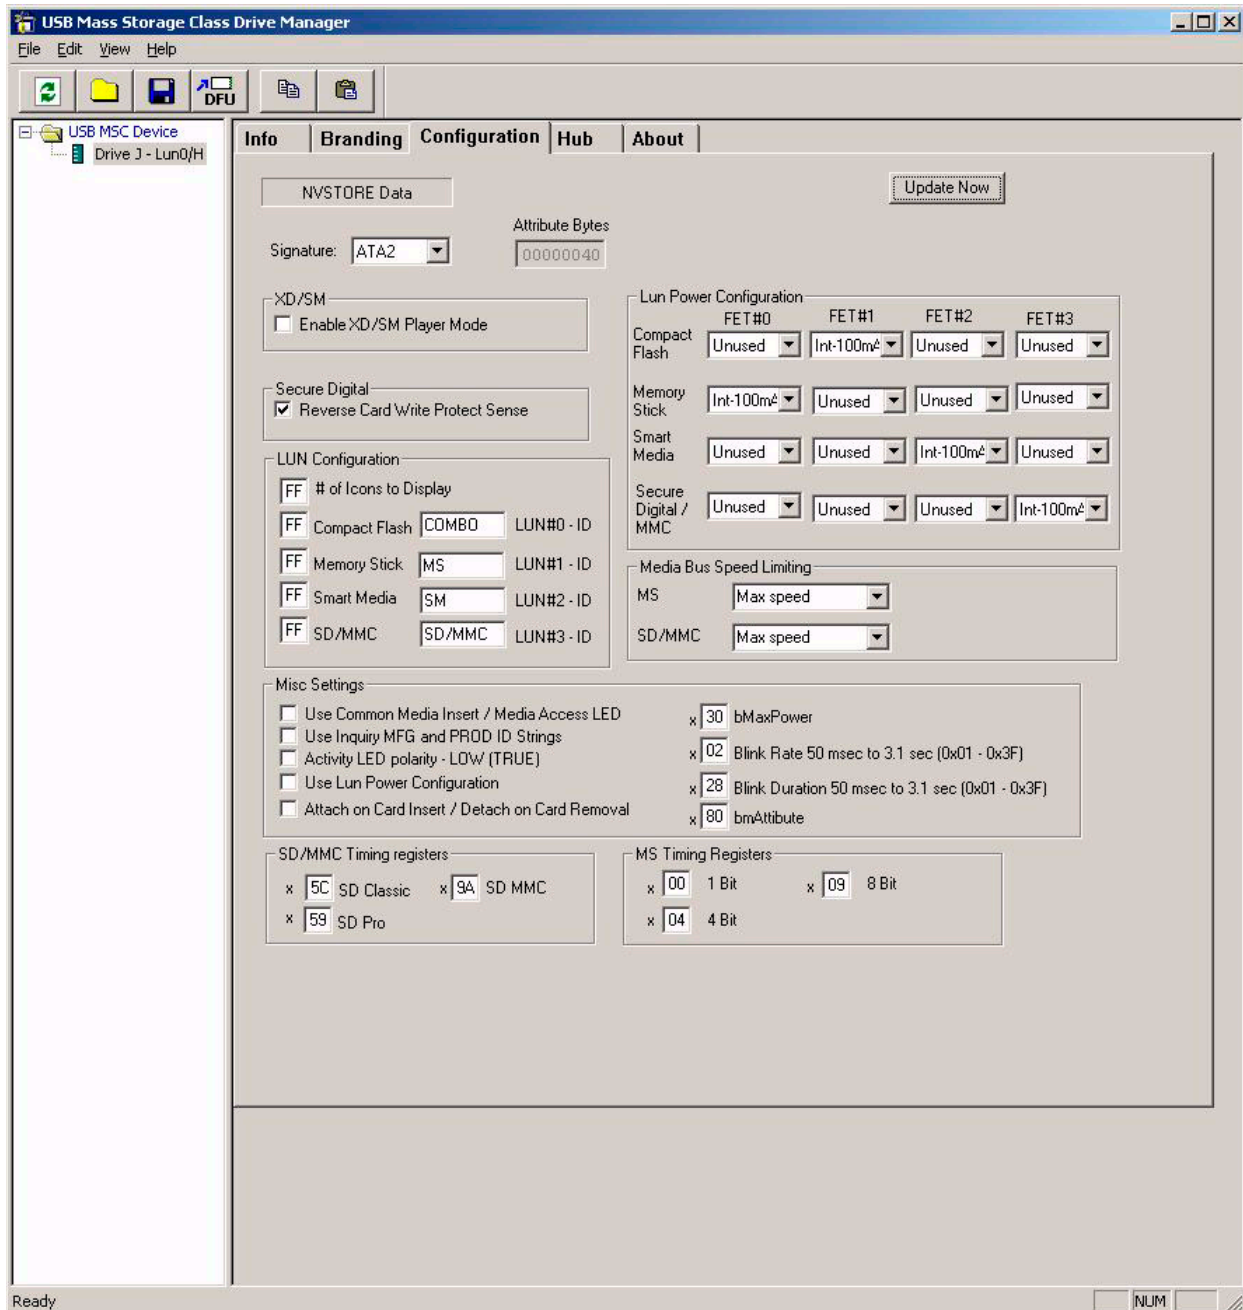 USB Mass Storage Class Drive Manager
File Edit View Help
DFU
USB MSC Device
Drive J - Lun0/H
Info Branding Configuration Hub About
NVSTORE Data
Update Now
Attribute Bytes
Signature: ATA2 00000040
XD/SM
Enable XD/SM Player Mode
Secure Digital
Reverse Card Write Protect Sense
LUN Configuration
FF # of Icons to Display
FF Compact Flash COMBO LUN#0 - ID
FF Memory Stick MS LUN#1 - ID
FF Smart Media SM LUN#2 - ID
FF SD/MMC SD/MMC LUN#3 - ID
Lun Power Configuration
FET#0 FET#1 FET#2 FET#3
Compact Flash Unused Int-100m Unused Unused
Memory Stick Int-100m Unused Unused Unused
Smart Media Unused Unused Int-100m Unused
Secure Digital / MMC Unused Unused Unused Int-100m
Media Bus Speed Limiting
MS Max speed
SD/MMC Max speed
Misc Settings
Use Common Media Insert / Media Access LED
Use Inquiry MFG and PROD ID Strings
Activity LED polarity - LOW (TRUE)
Use Lun Power Configuration
Attach on Card Insert / Detach on Card Removal
x 30 bMaxPower
x 02 Blink Rate 50 msec to 3.1 sec (0x01 - 0x3F)
x 28 Blink Duration 50 msec to 3.1 sec (0x01 - 0x3F)
x 80 bmAttibute
SD/MMC Timing registers
x 5C SD Classic x 9A SD MMC
x 59 SD Pro
MS Timing Registers
x 00 1 Bit x 09 8 Bit
x 04 4 Bit
Ready NUM